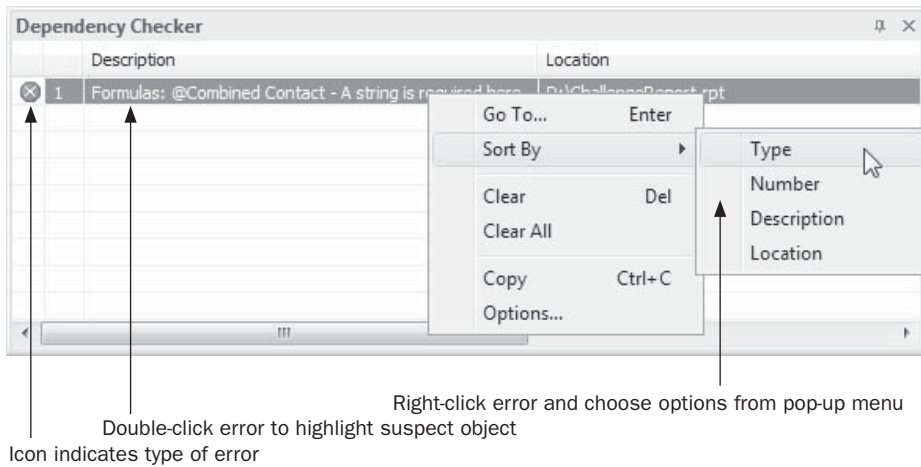 Dependency Checker
Description Location
1 Formulas: @Combined Contact - A string is required here D:\ChallengeReport.rpt
Go To... Enter
Sort By
Clear Del
Clear All
Copy Ctrl+C
Options...
Type
Number
Description
Location
Right-click error and choose options from pop-up menu
Double-click error to highlight suspect object
Icon indicates type of error